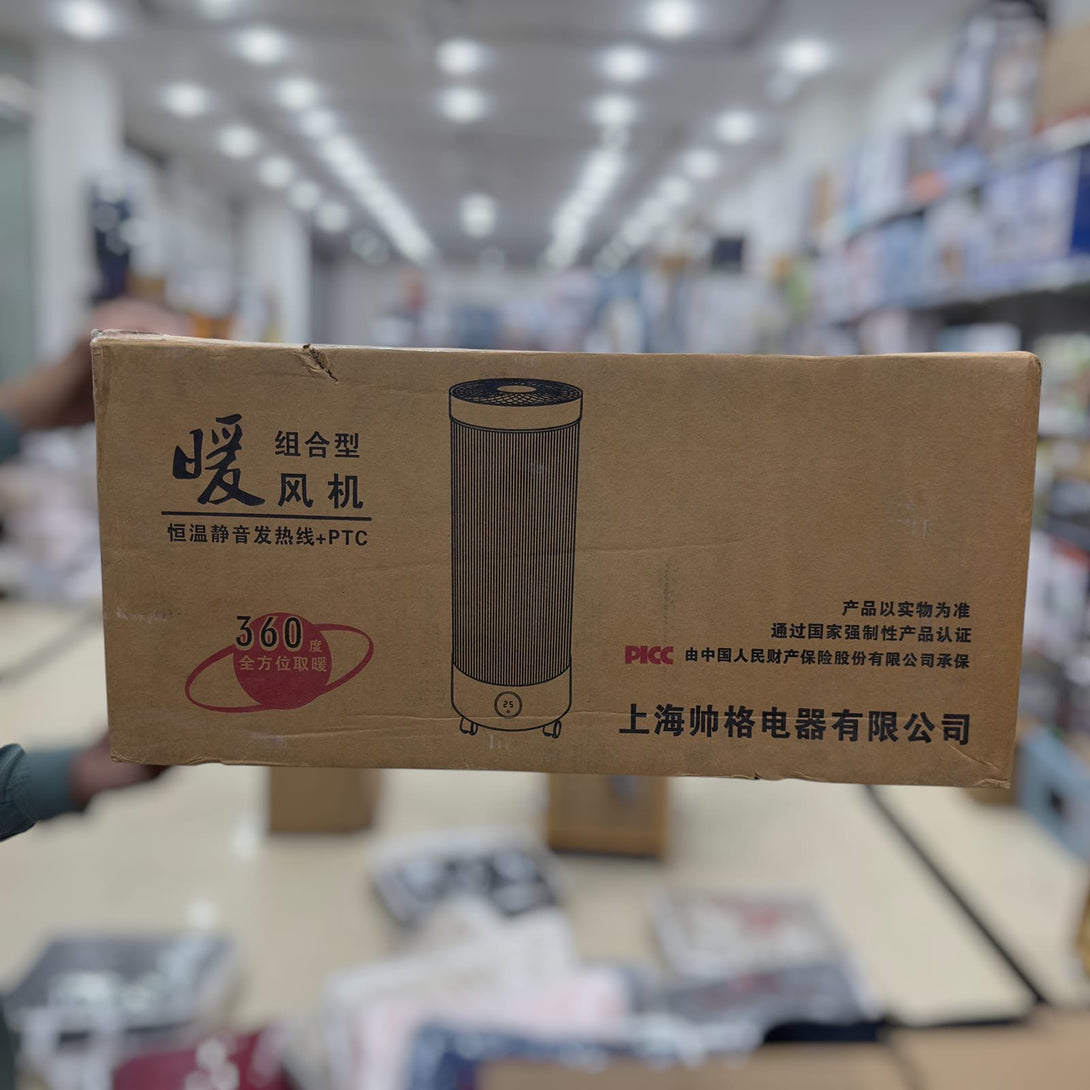 暖
组合型
风机
恒温静音发热线+PTC
360度
全方位取暖
25
产品以实物为准
通过国家强制性产品认证
PICC 由中国人民财产保险股份有限公司承保
上海帅格电器有限公司